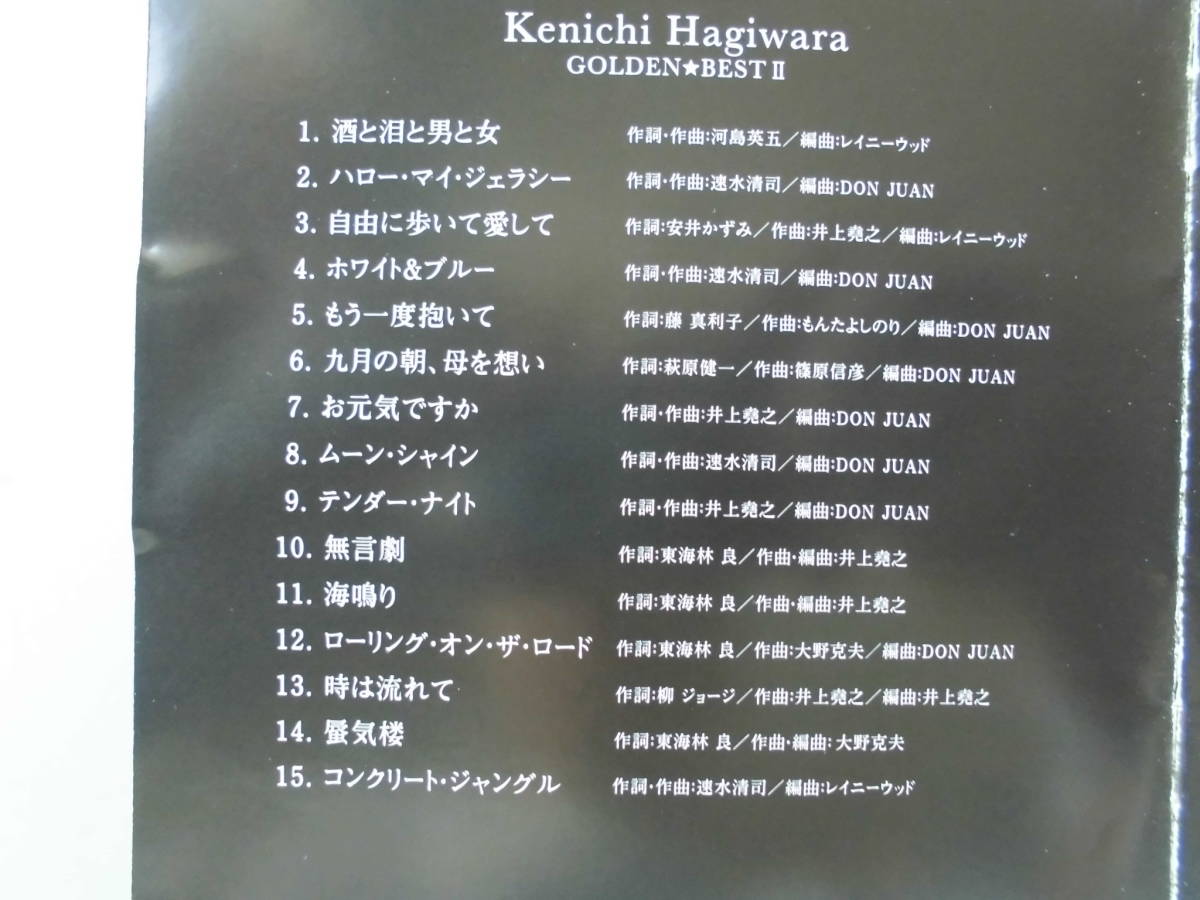 Kenichi Hagiwara
GOLDEN★BEST II
1. 酒と泪と男と女 作詞・作曲:河島英五／編曲:レイニーウッド
2. ハロー・マイ・ジェラシー 作詞・作曲:速水清司／編曲:DON JUAN
3. 自由に歩いて愛して 作詞:安井かずみ／作曲:井上堯之／編曲:レイニーウッド
4. ホワイト&ブルー 作詞・作曲:速水清司／編曲:DON JUAN
5. もう一度抱いて 作詞:藤 真利子／作曲:もんたよしのり／編曲:DON JUAN
6. 九月の朝、母を想い 作詞:萩原健一／作曲:篠原信彦／編曲:DON JUAN
7. お元気ですか 作詞・作曲:井上堯之／編曲:DON JUAN
8. ムーン・シャイン 作詞・作曲:速水清司／編曲:DON JUAN
9. テンダー・ナイト 作詞・作曲:井上堯之／編曲:DON JUAN
10. 無言劇 作詞:東海林 良／作曲・編曲:井上堯之
11. 海鳴り 作詞:東海林 良／作曲・編曲:井上堯之
12. ローリング・オン・ザ・ロード 作詞:東海林 良／作曲:大野克夫／編曲:DON JUAN
13. 時は流れて 作詞:柳 ジョージ／作曲:井上堯之／編曲:井上堯之
14. 蜃気楼 作詞:東海林 良／作曲・編曲:大野克夫
15. コンクリート・ジャングル 作詞・作曲:速水清司／編曲:レイニーウッド